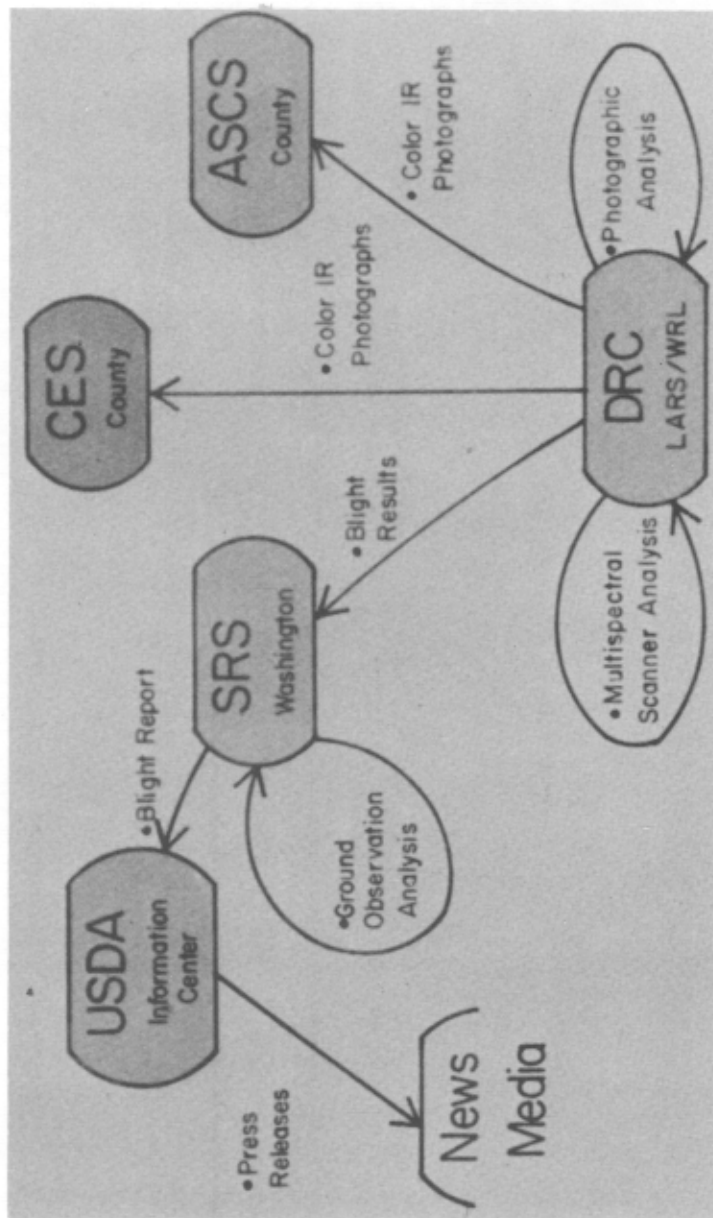 USDA
Information
Center
• Blight Report
SRS
Washington
CES
County
ASCS
County
• Press
Releases
• Ground
Observation
Analysis
• Blight
Results
• Color IR
Photographs
• Color IR
Photographs
News
Media
• Multispectral
Scanner Analysis
DRC
LARS/WRL
• Photographic
Analysis